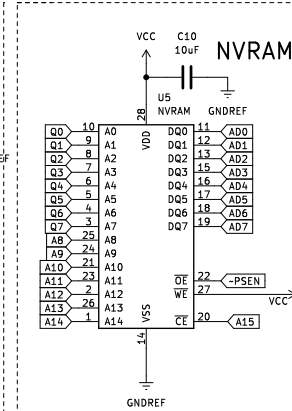 VCC
C10
10uF
NVRAM
U5
NVRAM
GNDREF
28
VDD
Q0 10 A0 DQ0 11 AD0
Q1 9 A1 DQ1 12 AD1
Q2 8 A2 DQ2 13 AD2
Q3 7 A3 DQ3 15 AD3
Q4 6 A4 DQ4 16 AD4
Q5 5 A5 DQ5 17 AD5
Q6 4 A6 DQ6 18 AD6
Q7 3 A7 DQ7 19 AD7
A8 25 A8
A9 24 A9
A10 21 A10
A11 23 A11 OE 22 -PSEN
A12 2 A12 WE 27
VCC
A13 26 A13
A14 1 A14 CE 20 A15
VSS
14
GNDREF